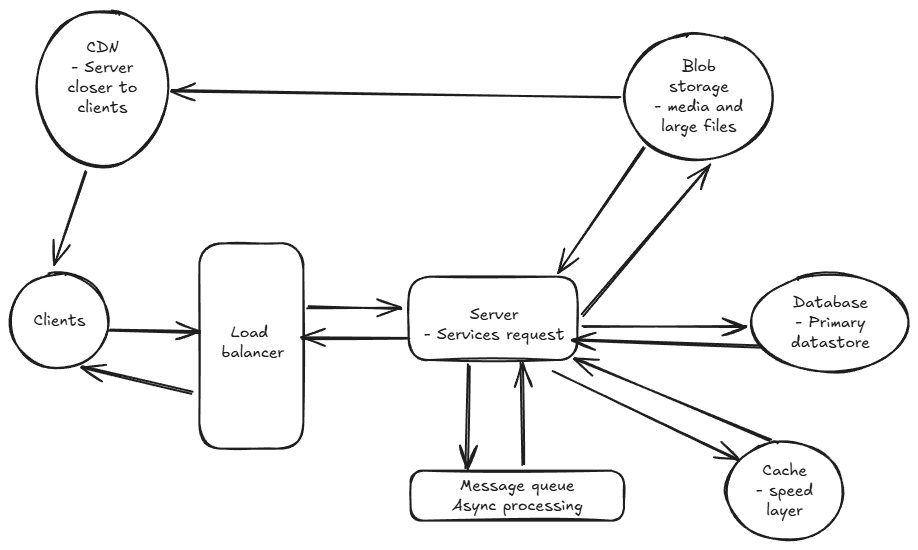 CDN
- Server
closer to
clients
Blob
storage
- media and
large files
Clients
Load
balancer
Server
- Services request
Database
- Primary
datastore
Message queue
Async processing
Cache
- speed
layer